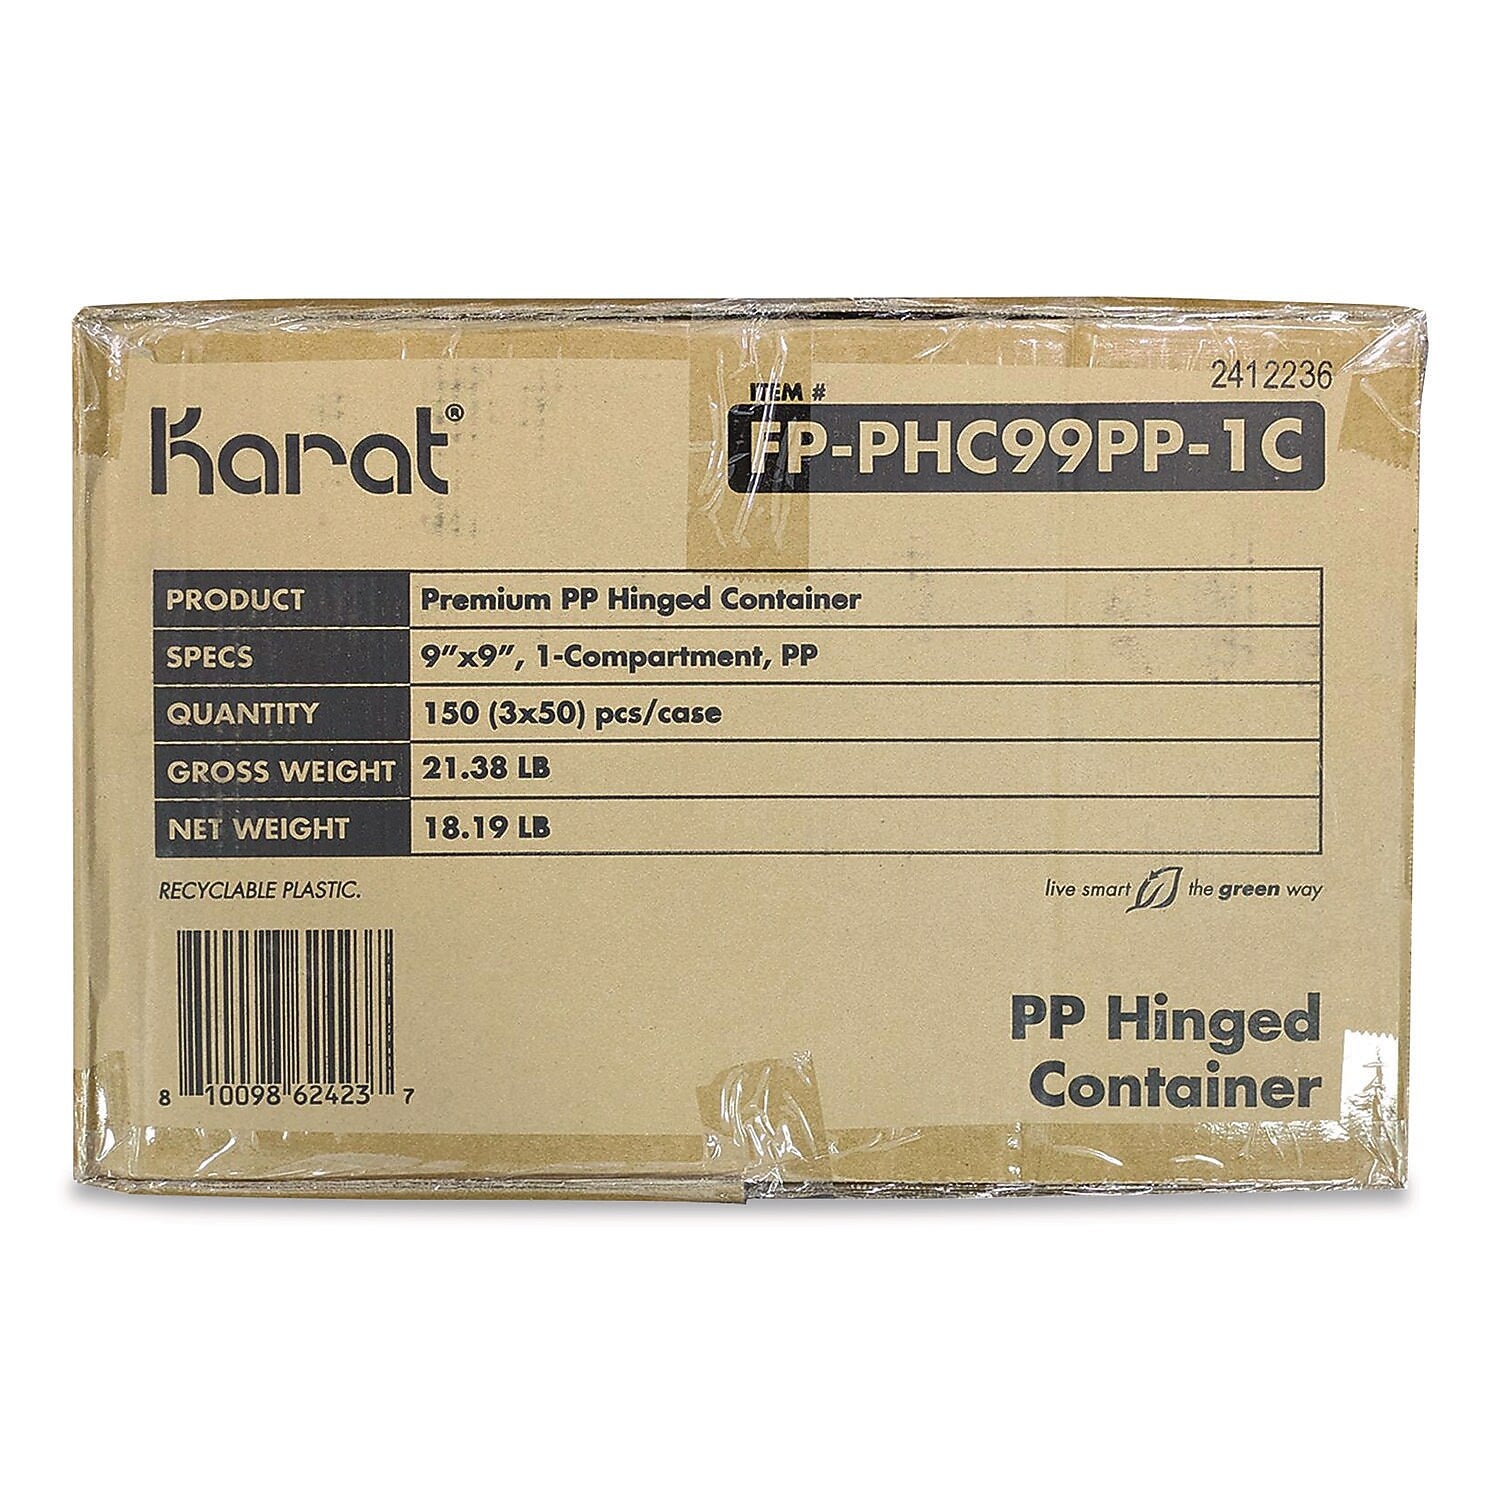 Karat®
2412236
ITEM #
FP-PHC99PP-1C
PRODUCT Premium PP Hinged Container
SPECS 9”x9”, 1-Compartment, PP
QUANTITY 150 (3x50) pcs/case
GROSS WEIGHT 21.38 LB
NET WEIGHT 18.19 LB
RECYCLABLE PLASTIC.
live smart the green way
8 10098 62423 7
PP Hinged
Container